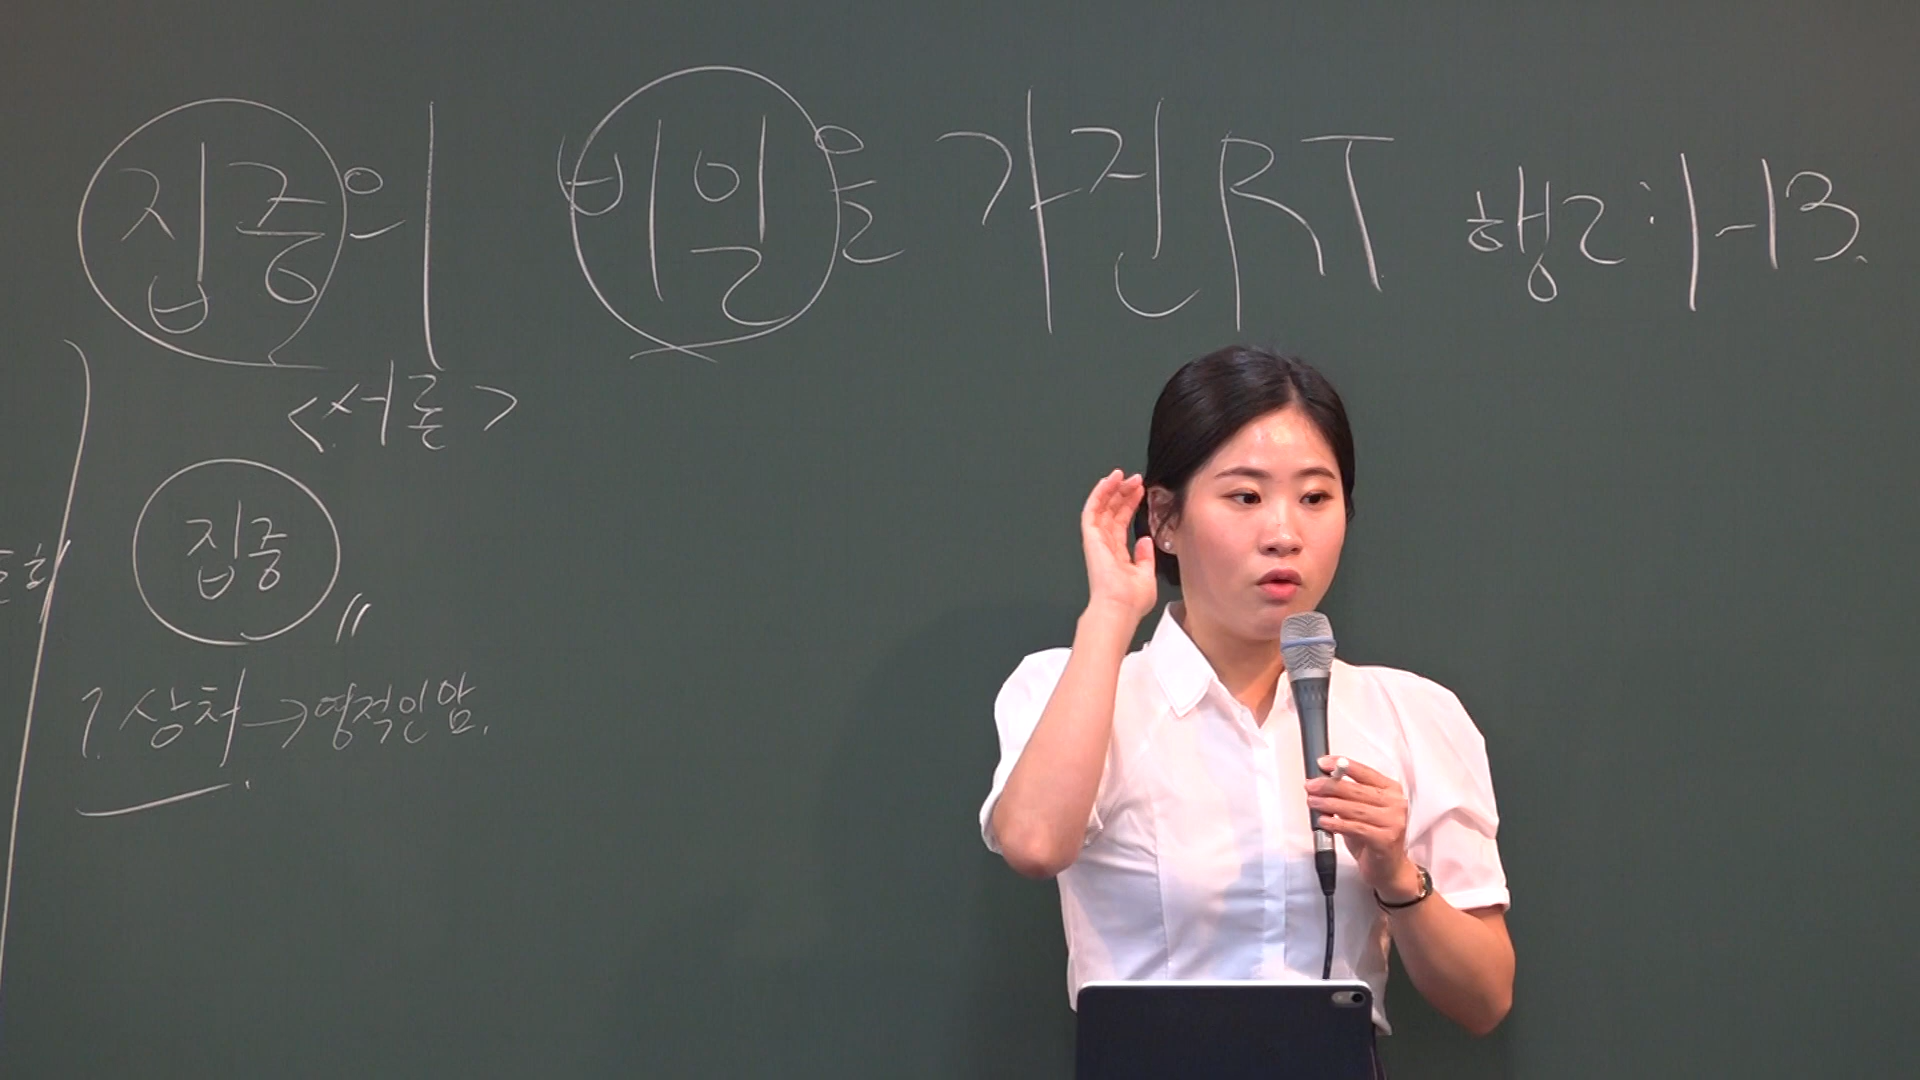 집중의 비밀을 가진 RT 행2:1-13.
<서론>
집중
1. 상처→영적인 암.